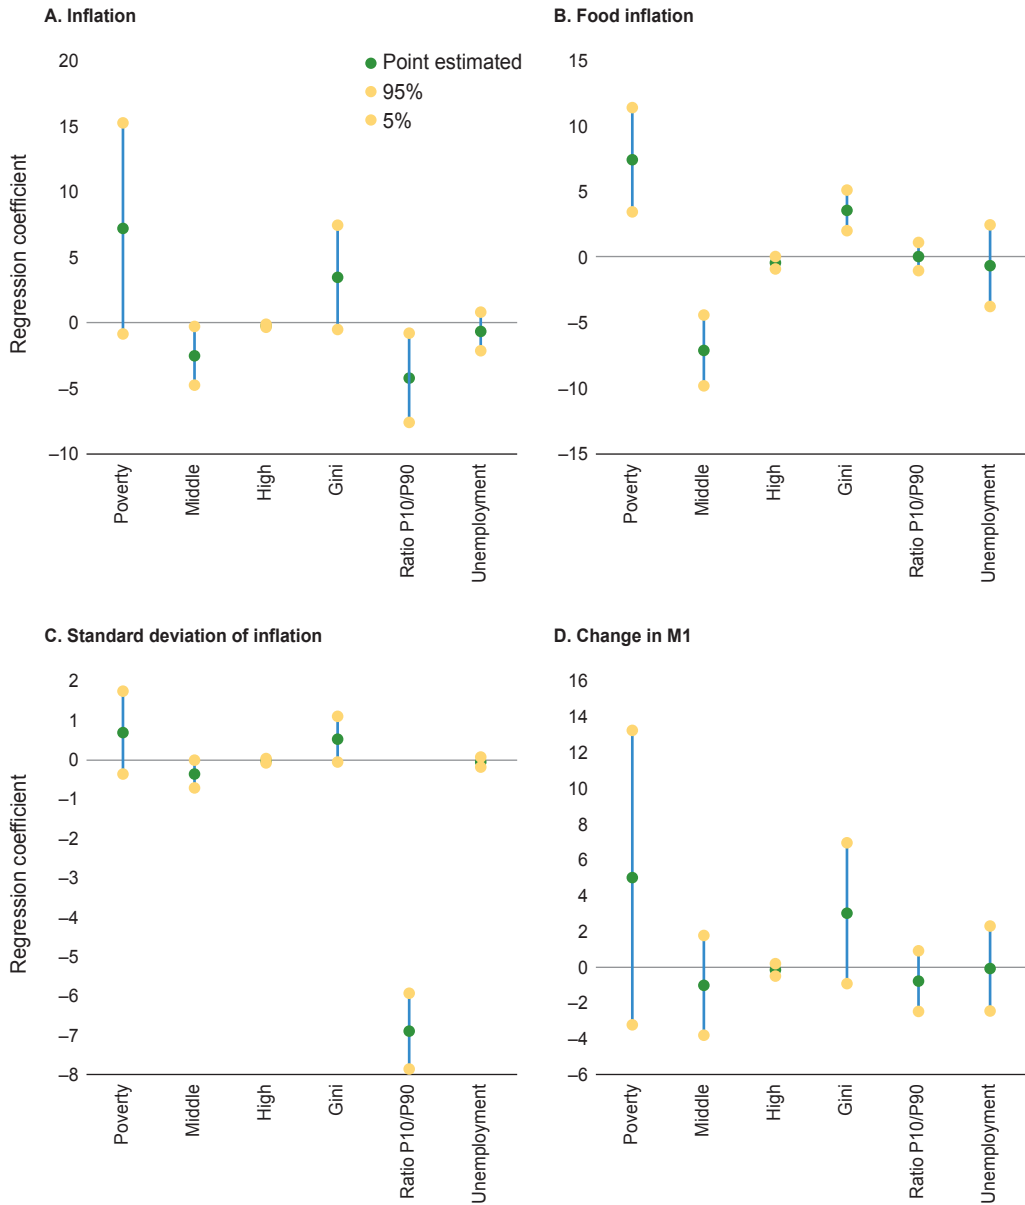 A. Inflation
20
15
10
5
0
–5
–10
Regression coefficient
Point estimated
95%
5%
Poverty
Middle
High
Gini
Ratio P10/P90
Unemployment
B. Food inflation
15
10
5
0
–5
–10
–15
Poverty
Middle
High
Gini
Ratio P10/P90
Unemployment
C. Standard deviation of inflation
2
1
0
–1
–2
–3
–4
–5
–6
–7
–8
Regression coefficient
Poverty
Middle
High
Gini
Ratio P10/P90
Unemployment
D. Change in M1
16
14
12
10
8
6
4
2
0
–2
–4
–6
Poverty
Middle
High
Gini
Ratio P10/P90
Unemployment